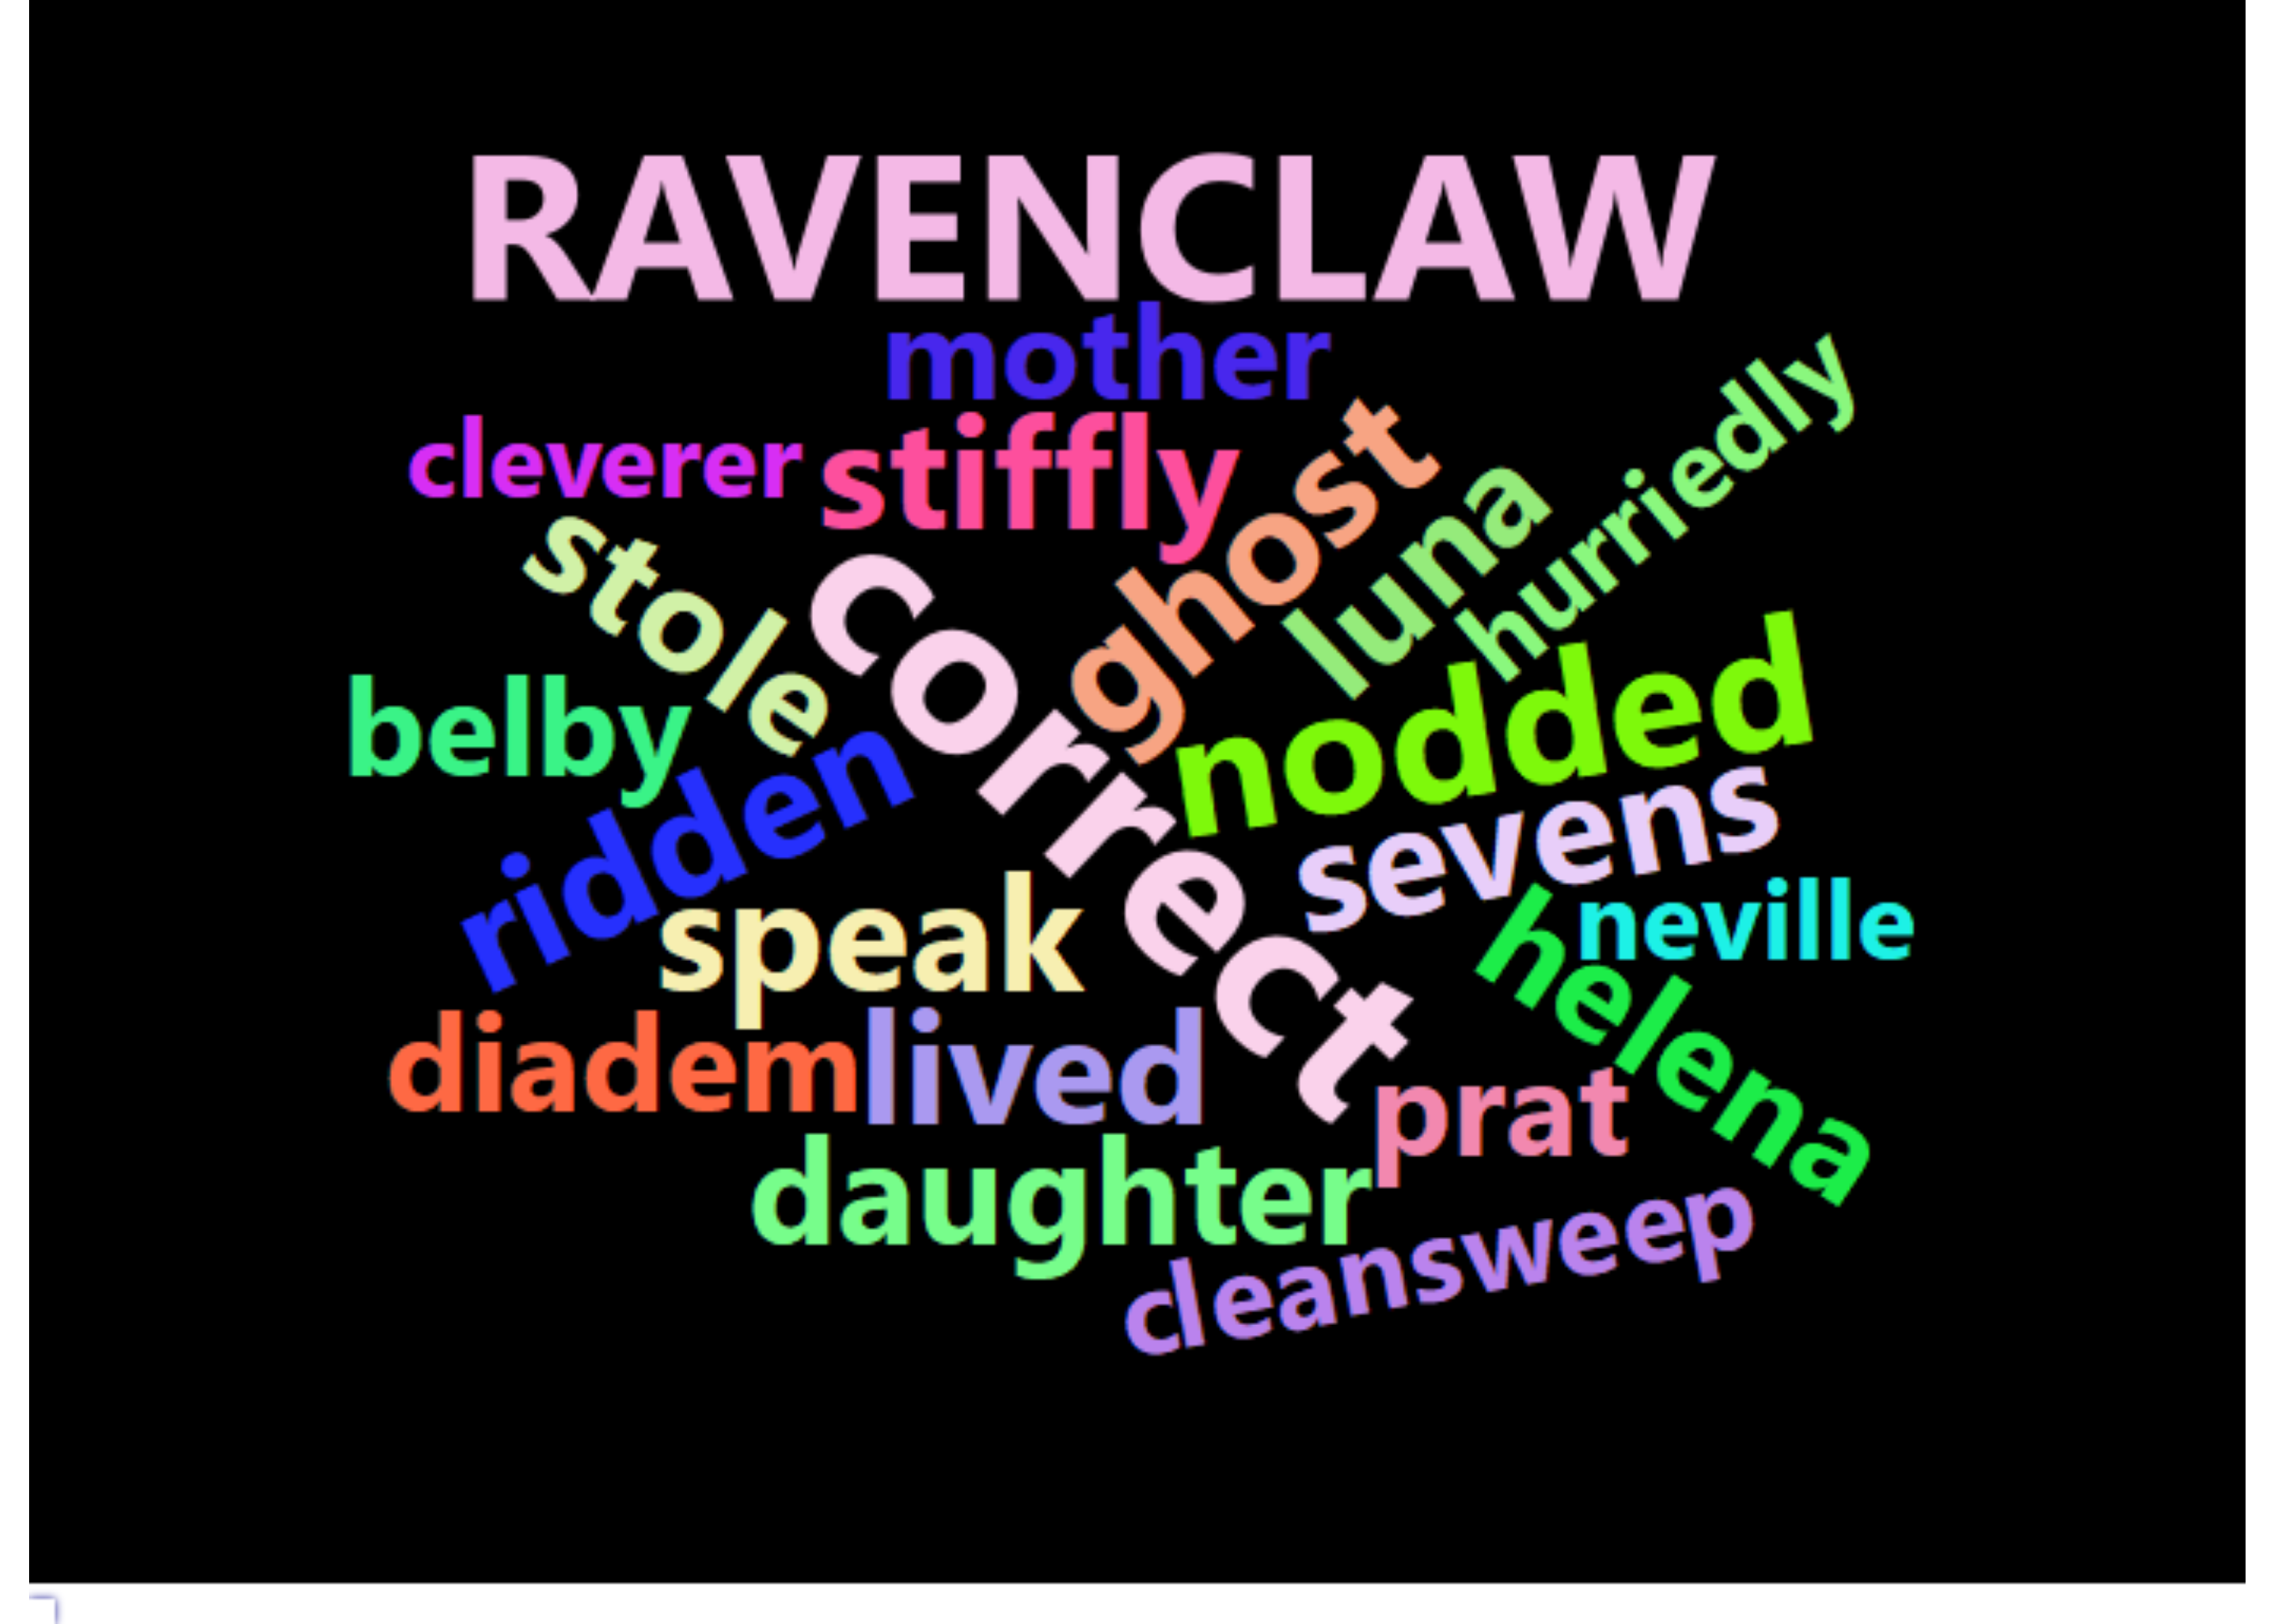 RAVENCLAW
mother
cleverer
stiffly
ghost
luna
hurriedly
stole
correct
belby
nodded
ridden
sevens
speak
neville
helena
diadem
lived
prat
daughter
cleansweep